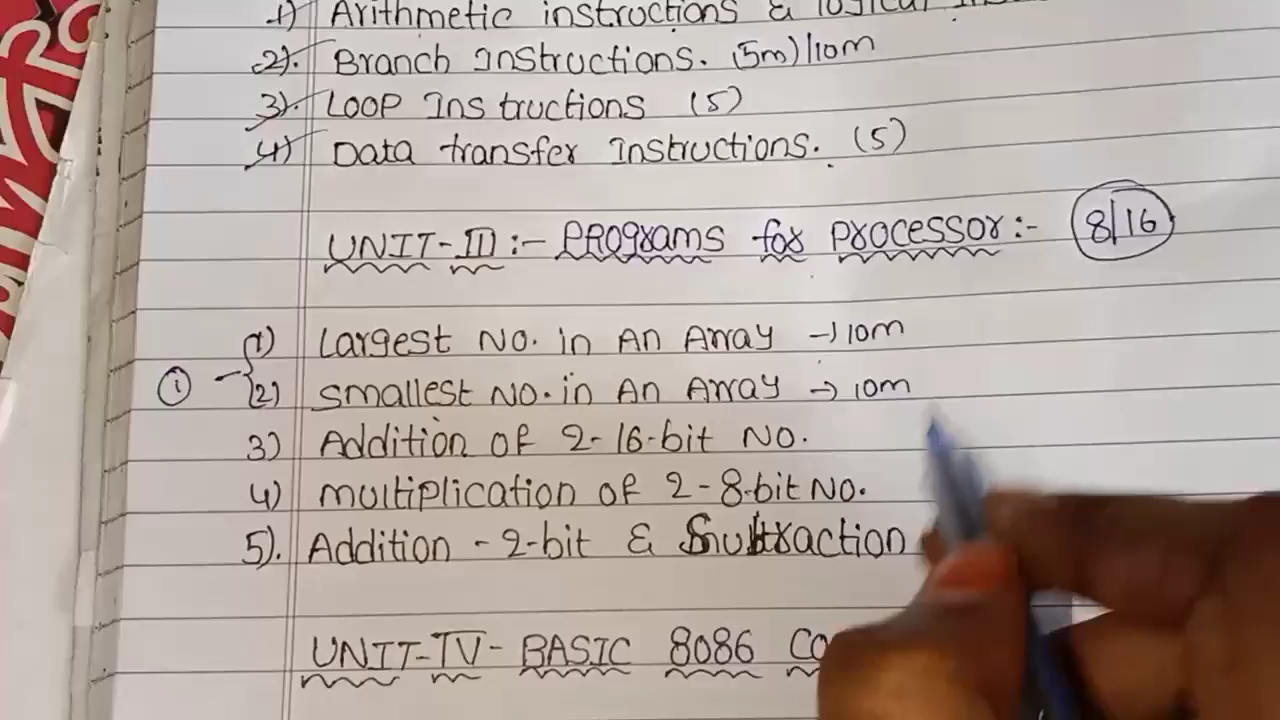 1) Arithmetic instructions & logical
2). Branch Instructions. (5m)/10m
3). LOOP Instructions (5)
4) Data transfer Instructions. (5)
UNIT-III :- PROgrams for processor:- 8/16
1) Largest No. in An Array → 10m
① 2) Smallest No. in An Array → 10m
3) Addition of 2-16-bit No.
4) multiplication of 2-8-bit No.
5). Addition - 2-bit & Subtraction
UNIT-IV- BASIC 8086